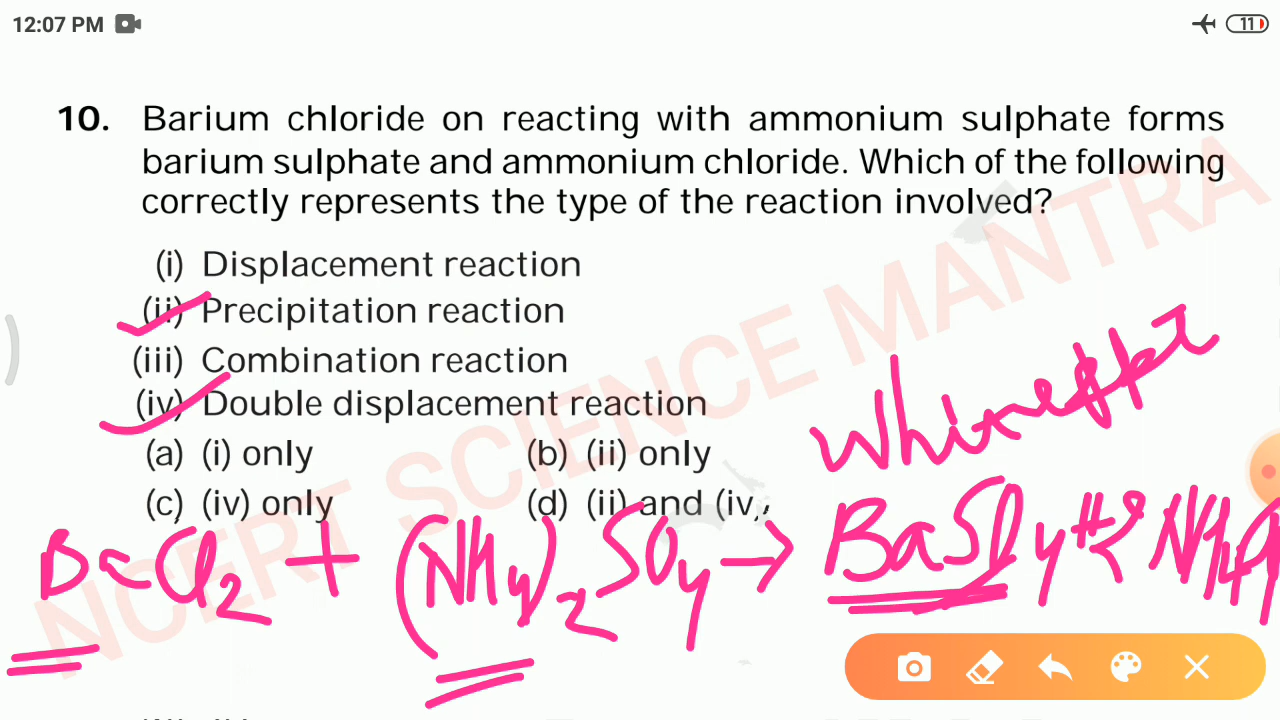 12:07 PM
11
10. Barium chloride on reacting with ammonium sulphate forms
barium sulphate and ammonium chloride. Which of the following
correctly represents the type of the reaction involved?
(i) Displacement reaction
(ii) Precipitation reaction
(iii) Combination reaction
(iv) Double displacement reaction
(a) (i) only (b) (ii) only
(c) (iv) only (d) (ii) and (iv)
BaCl2 + (NH4)2SO4 → BaSO4 + 2NH4Cl
NCERT SCIENCE MANTRA